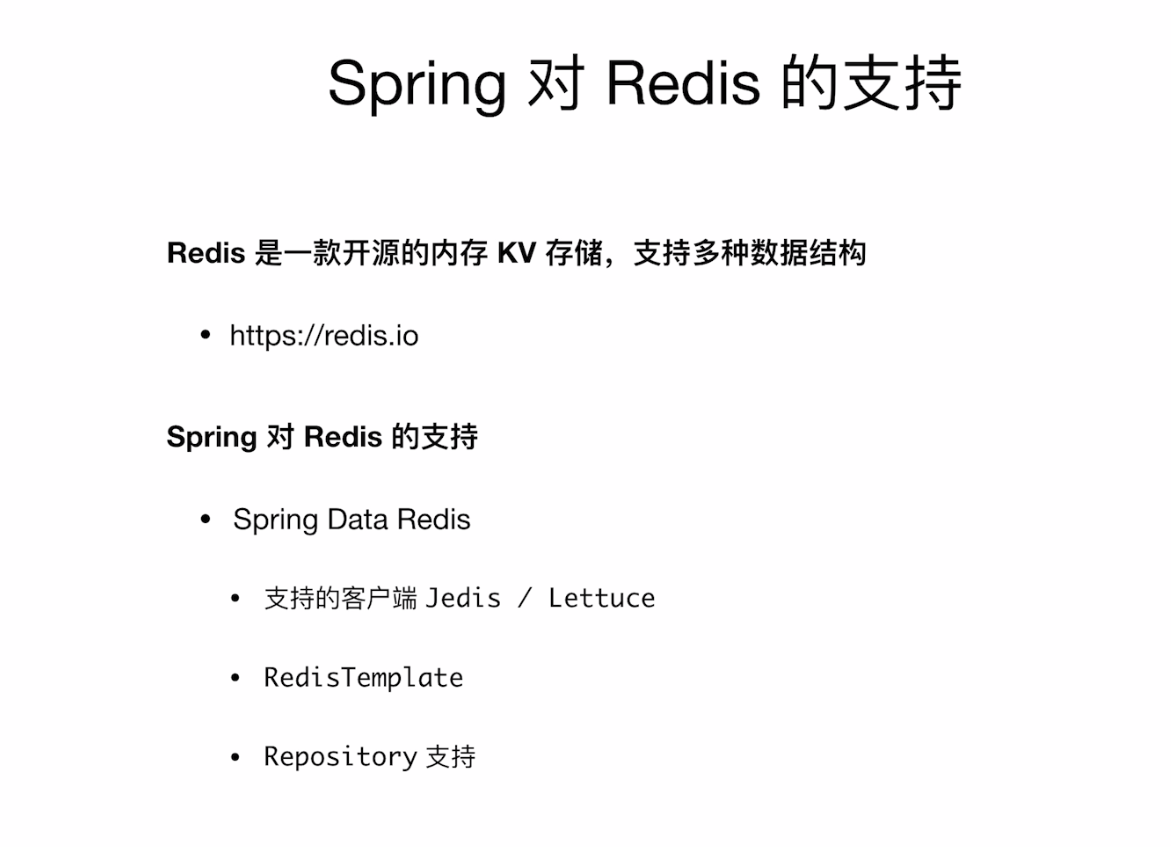 Spring 对 Redis 的支持
Redis 是一款开源的内存 KV 存储，支持多种数据结构
• https://redis.io
Spring 对 Redis 的支持
• Spring Data Redis
• 支持的客户端 Jedis / Lettuce
• RedisTemplate
• Repository 支持